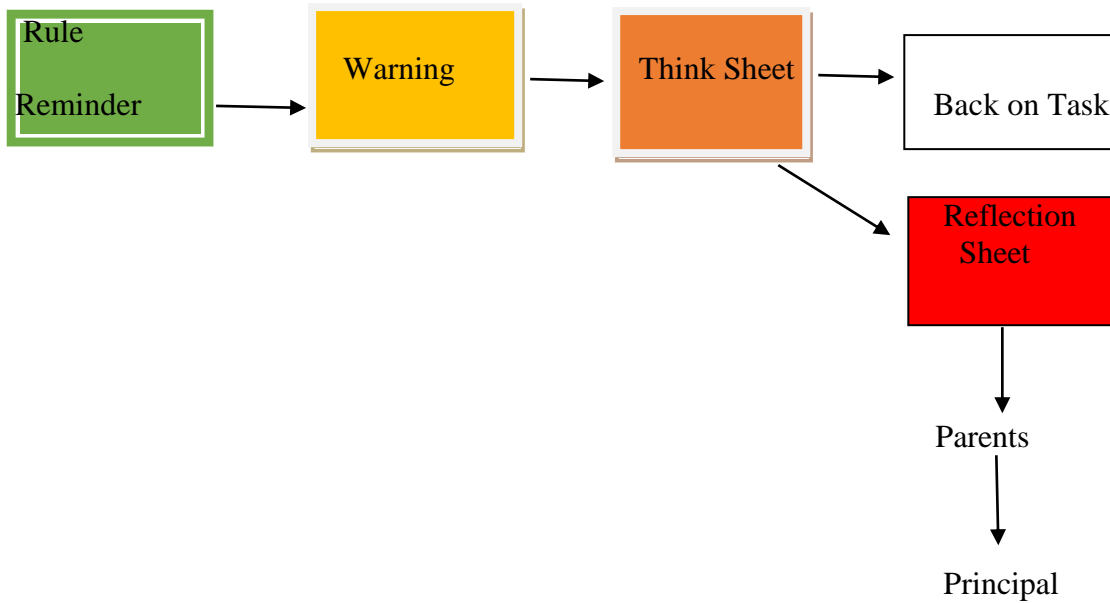 Rule
Reminder
Warning
Think Sheet
Back on Task
Reflection
Sheet
Parents
Principal